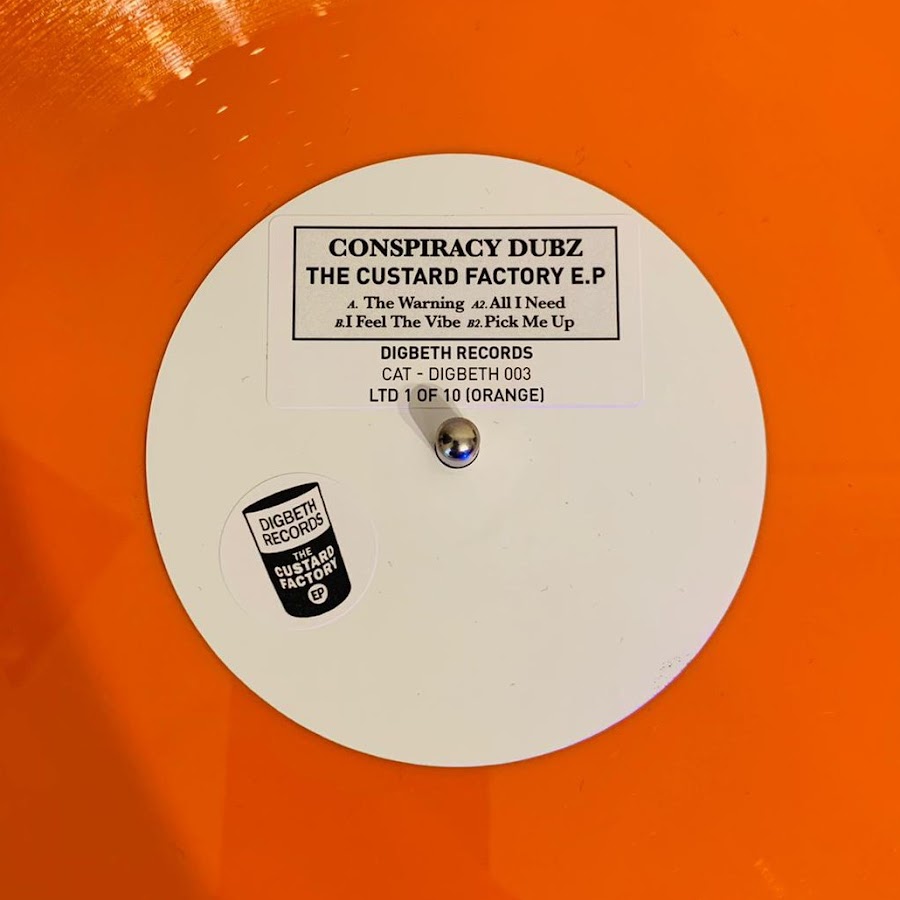 CONSPIRACY DUBZ
THE CUSTARD FACTORY E.P
A. The Warning A2. All I Need
B. I Feel The Vibe B2. Pick Me Up
DIGBETH RECORDS
CAT - DIGBETH 003
LTD 1 OF 10 (ORANGE)
DIGBETH
RECORDS
THE
CUSTARD
FACTORY
EP